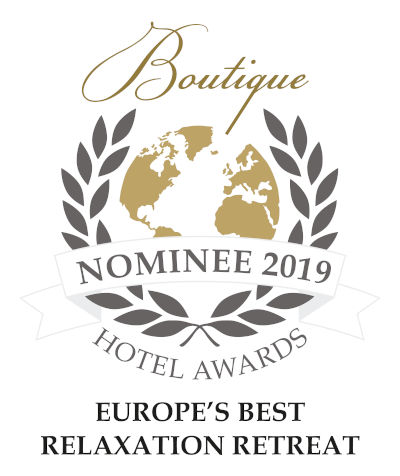 Boutique
NOMINEE 2019
HOTEL AWARDS
EUROPE'S BEST
RELAXATION RETREAT